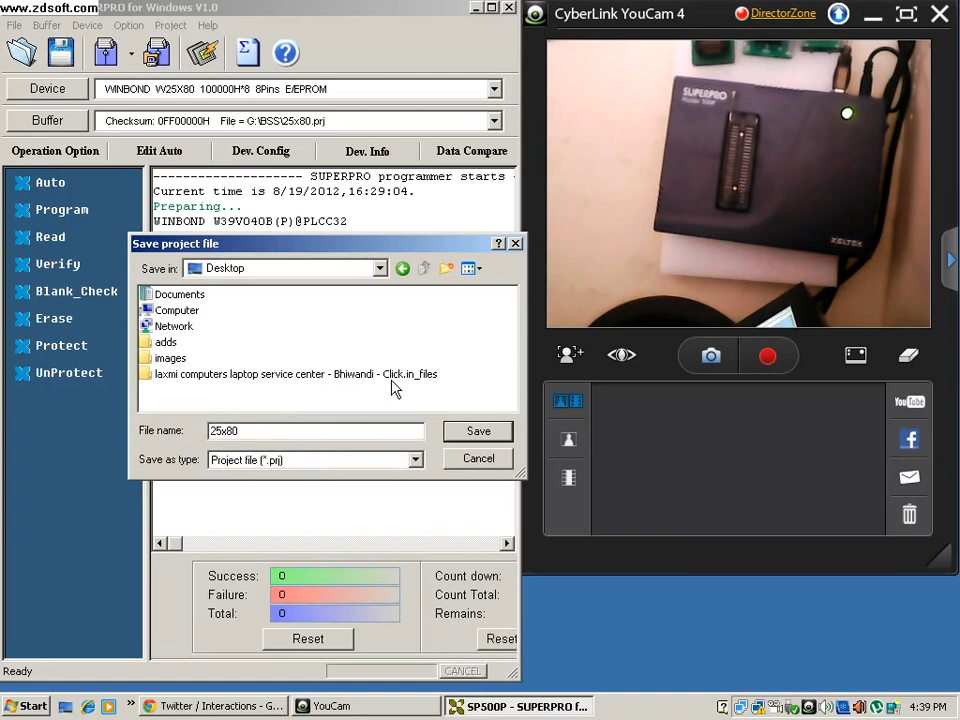 www.zdsoft.com RPRO for Windows V1.0
File Buffer Device Option Project Help
Device WINBOND W25X80 100000H*8 8Pins E/EPROM
Buffer Checksum: 0FF00000H File = G:\BSS\25x80.prj
Operation Option Edit Auto Dev. Config Dev. Info Data Compare
Auto
Program
Read
Verify
Blank_Check
Erase
Protect
UnProtect
-------------------- SUPERPRO programmer starts -
Current time is 8/19/2012,16:29:04.
Preparing...
WINBOND W39V040B(P)@PLCC32
Save project file
Save in: Desktop
Documents
Computer
Network
adds
images
laxmi computers laptop service center - Bhiwandi - Click.in_files
File name: 25x80 Save
Save as type: Project file (*.prj) Cancel
Success: 0 Count down:
Failure: 0 Count Total:
Total: 0 Remains:
Reset Reset
Ready CANCEL
CyberLink YouCam 4 DirectorZone
SUPERPRO
XELTEK
You Tube
Start Twitter / Interactions - G... YouCam SP500P - SUPERPRO f... 4:39 PM